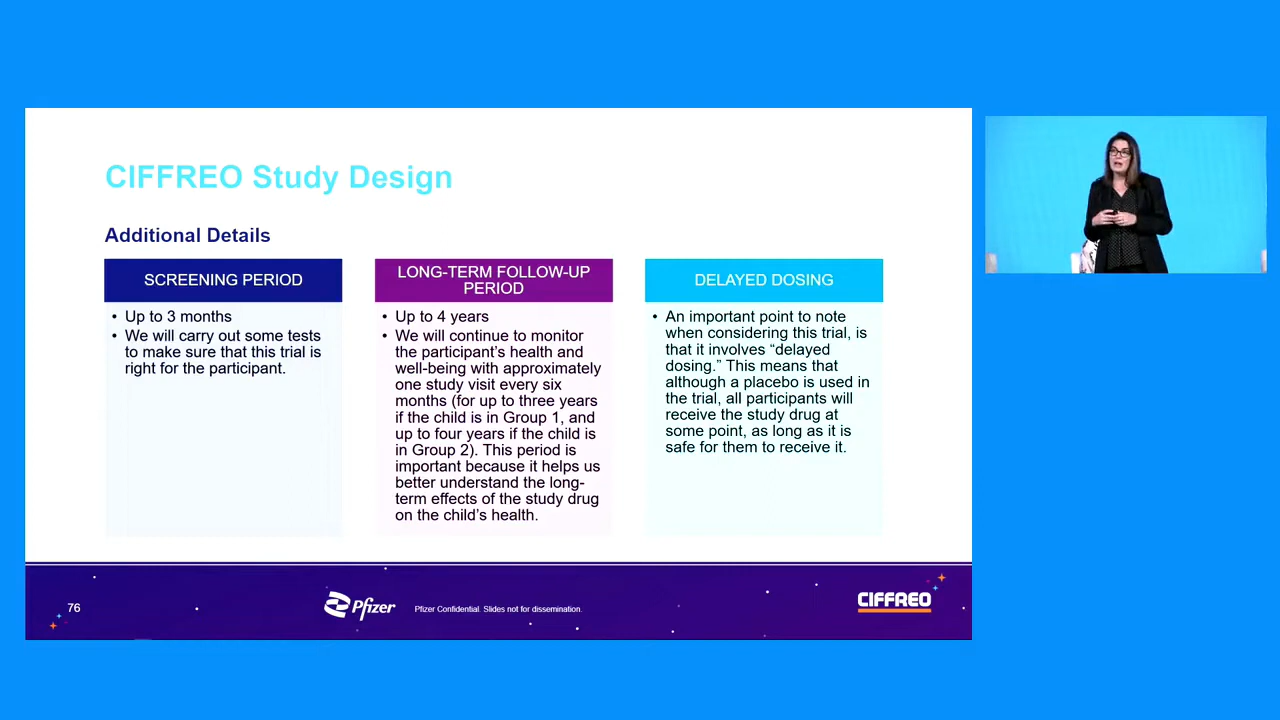 CIFFREO Study Design
Additional Details
SCREENING PERIOD
• Up to 3 months
• We will carry out some tests
to make sure that this trial is
right for the participant.
LONG-TERM FOLLOW-UP
PERIOD
• Up to 4 years
• We will continue to monitor
the participant’s health and
well-being with approximately
one study visit every six
months (for up to three years
if the child is in Group 1, and
up to four years if the child is
in Group 2). This period is
important because it helps us
better understand the long-
term effects of the study drug
on the child’s health.
DELAYED DOSING
• An important point to note
when considering this trial, is
that it involves “delayed
dosing.” This means that
although a placebo is used in
the trial, all participants will
receive the study drug at
some point, as long as it is
safe for them to receive it.
76
Pfizer
Pfizer Confidential. Slides not for dissemination.
CIFFREO